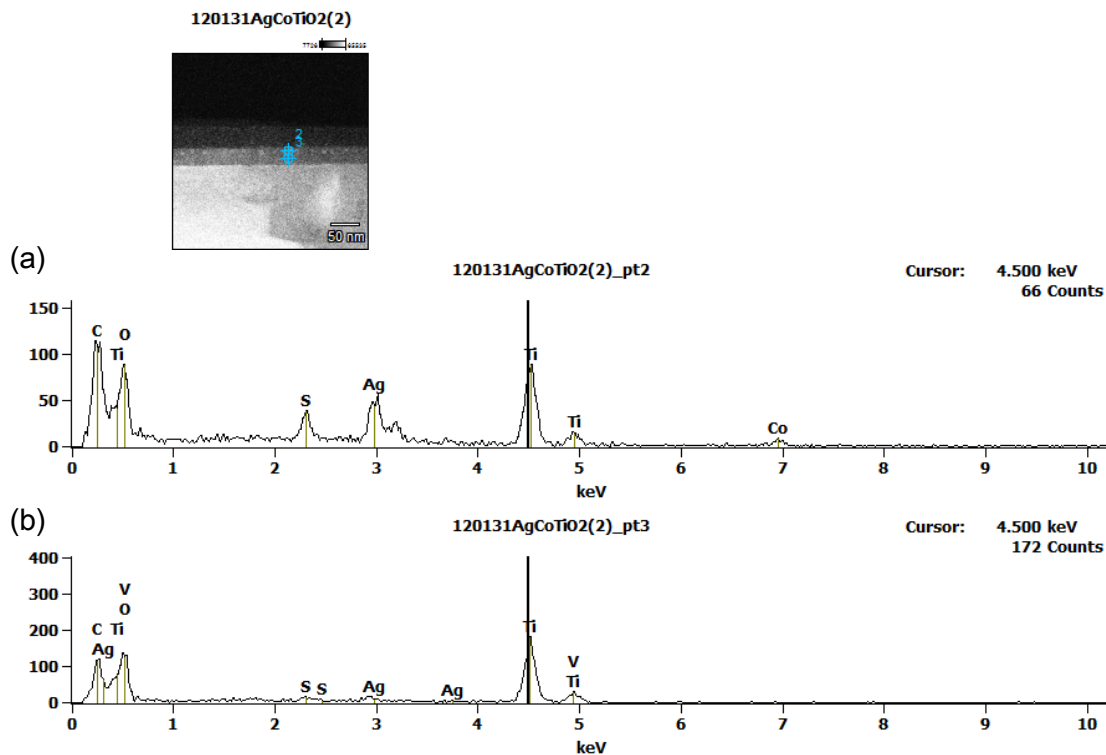 120131AgCoTiO2(2)
7716 65515
2
3
50 nm
(a)
120131AgCoTiO2(2)_pt2
Cursor: 4.500 keV
66 Counts
150
100
50
0
C
Ti
O
S
Ag
Ti
Ti
Co
0 1 2 3 4 5 6 7 8 9 10
keV
(b)
120131AgCoTiO2(2)_pt3
Cursor: 4.500 keV
172 Counts
400
300
200
100
0
V
O
C
Ti
Ag
S S
Ag
Ag
Ti
V
Ti
0 1 2 3 4 5 6 7 8 9 10
keV